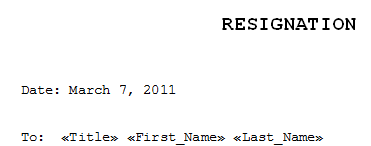 RESIGNATION
Date: March 7, 2011
To: «Title» «First_Name» «Last_Name»